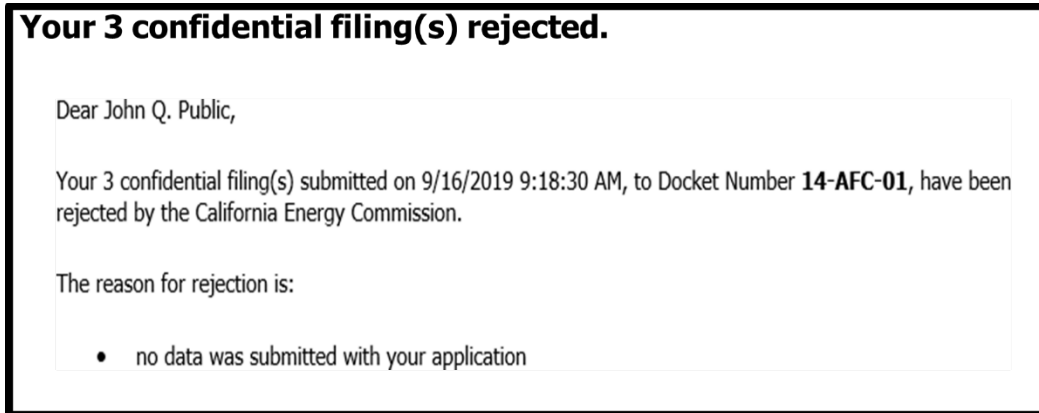 Your 3 confidential filing(s) rejected.
Dear John Q. Public,
Your 3 confidential filing(s) submitted on 9/16/2019 9:18:30 AM, to Docket Number 14-AFC-01, have been
rejected by the California Energy Commission.
The reason for rejection is:
• no data was submitted with your application